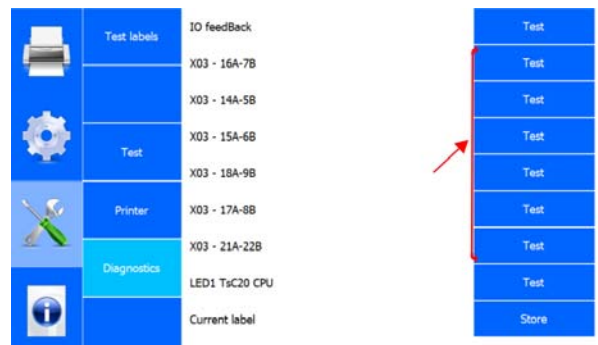 Test labels
Test
Printer
Diagnostics
IO feedBack Test
X03 - 16A-7B Test
X03 - 14A-5B Test
X03 - 15A-6B Test
X03 - 18A-9B Test
X03 - 17A-8B Test
X03 - 21A-22B Test
LED1 TsC20 CPU Test
Current label Store